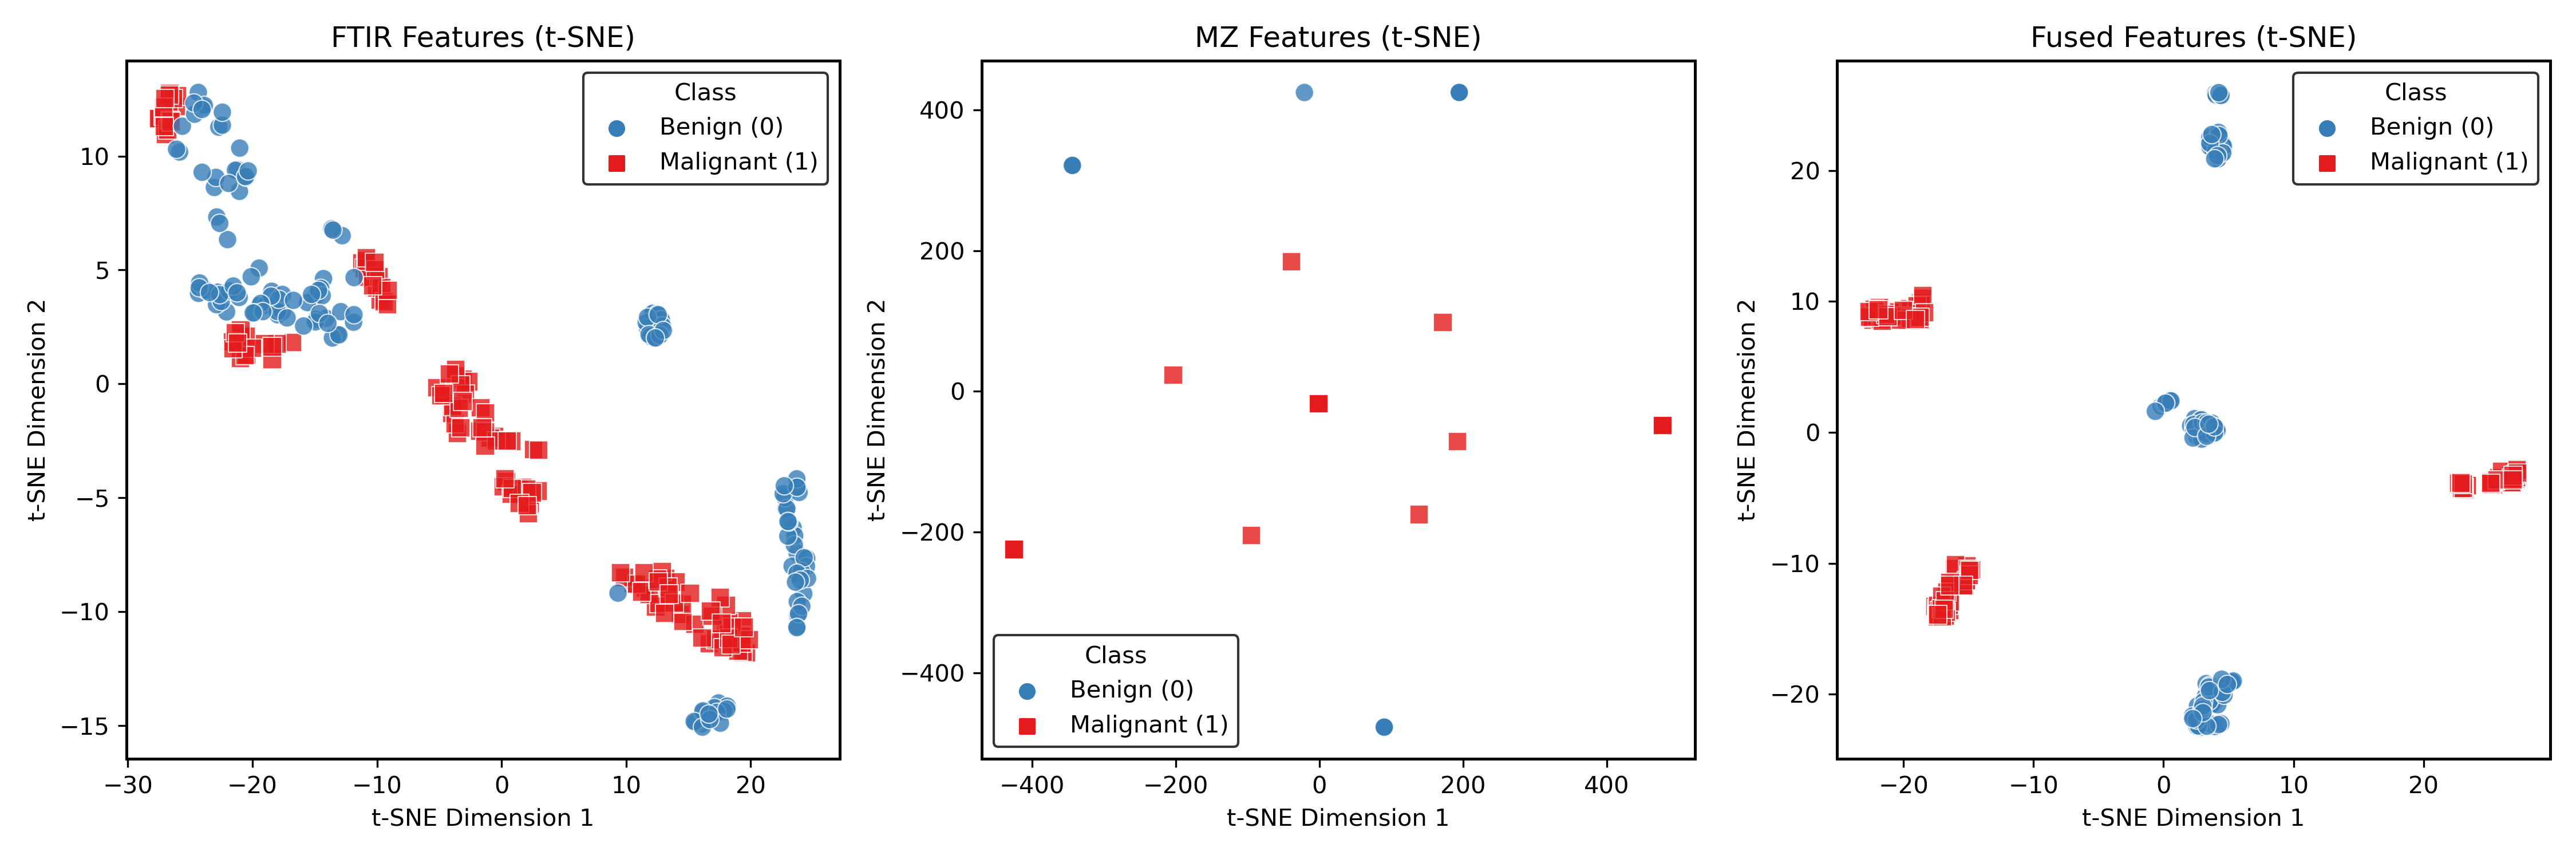 FTIR Features (t-SNE)
Class
Benign (0)
Malignant (1)
10
5
0
−5
−10
−15
−30
−20
−10
0
10
20
t-SNE Dimension 1
t-SNE Dimension 2
MZ Features (t-SNE)
400
200
0
−200
−400
Class
Benign (0)
Malignant (1)
−400
−200
0
200
400
t-SNE Dimension 1
t-SNE Dimension 2
Fused Features (t-SNE)
Class
Benign (0)
Malignant (1)
20
10
0
−10
−20
−20
−10
0
10
20
t-SNE Dimension 1
t-SNE Dimension 2